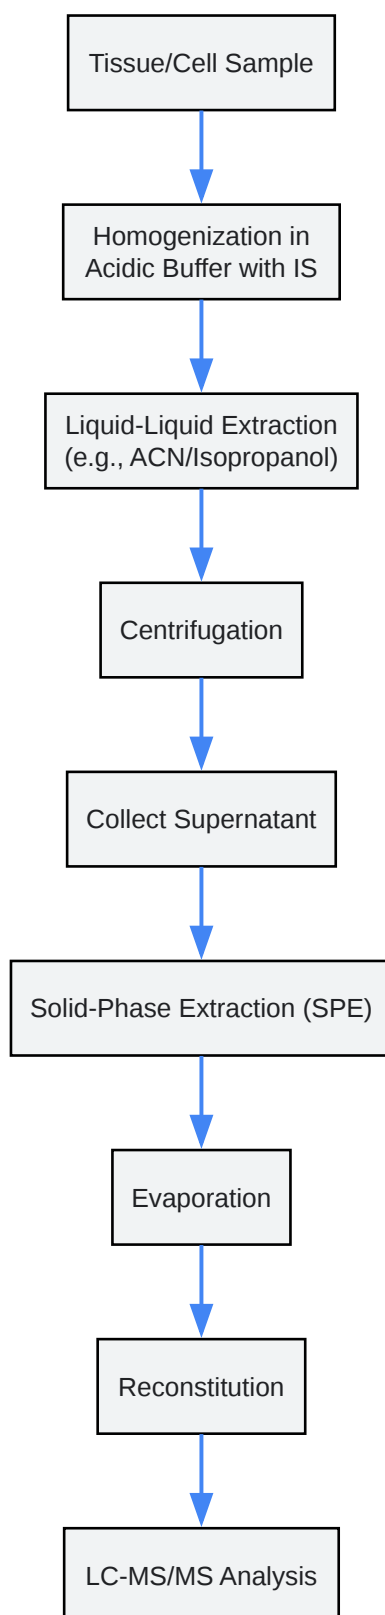 Tissue/Cell Sample
Homogenization in
Acidic Buffer with IS
Liquid-Liquid Extraction
(e.g., ACN/Isopropanol)
Centrifugation
Collect Supernatant
Solid-Phase Extraction (SPE)
Evaporation
Reconstitution
LC-MS/MS Analysis